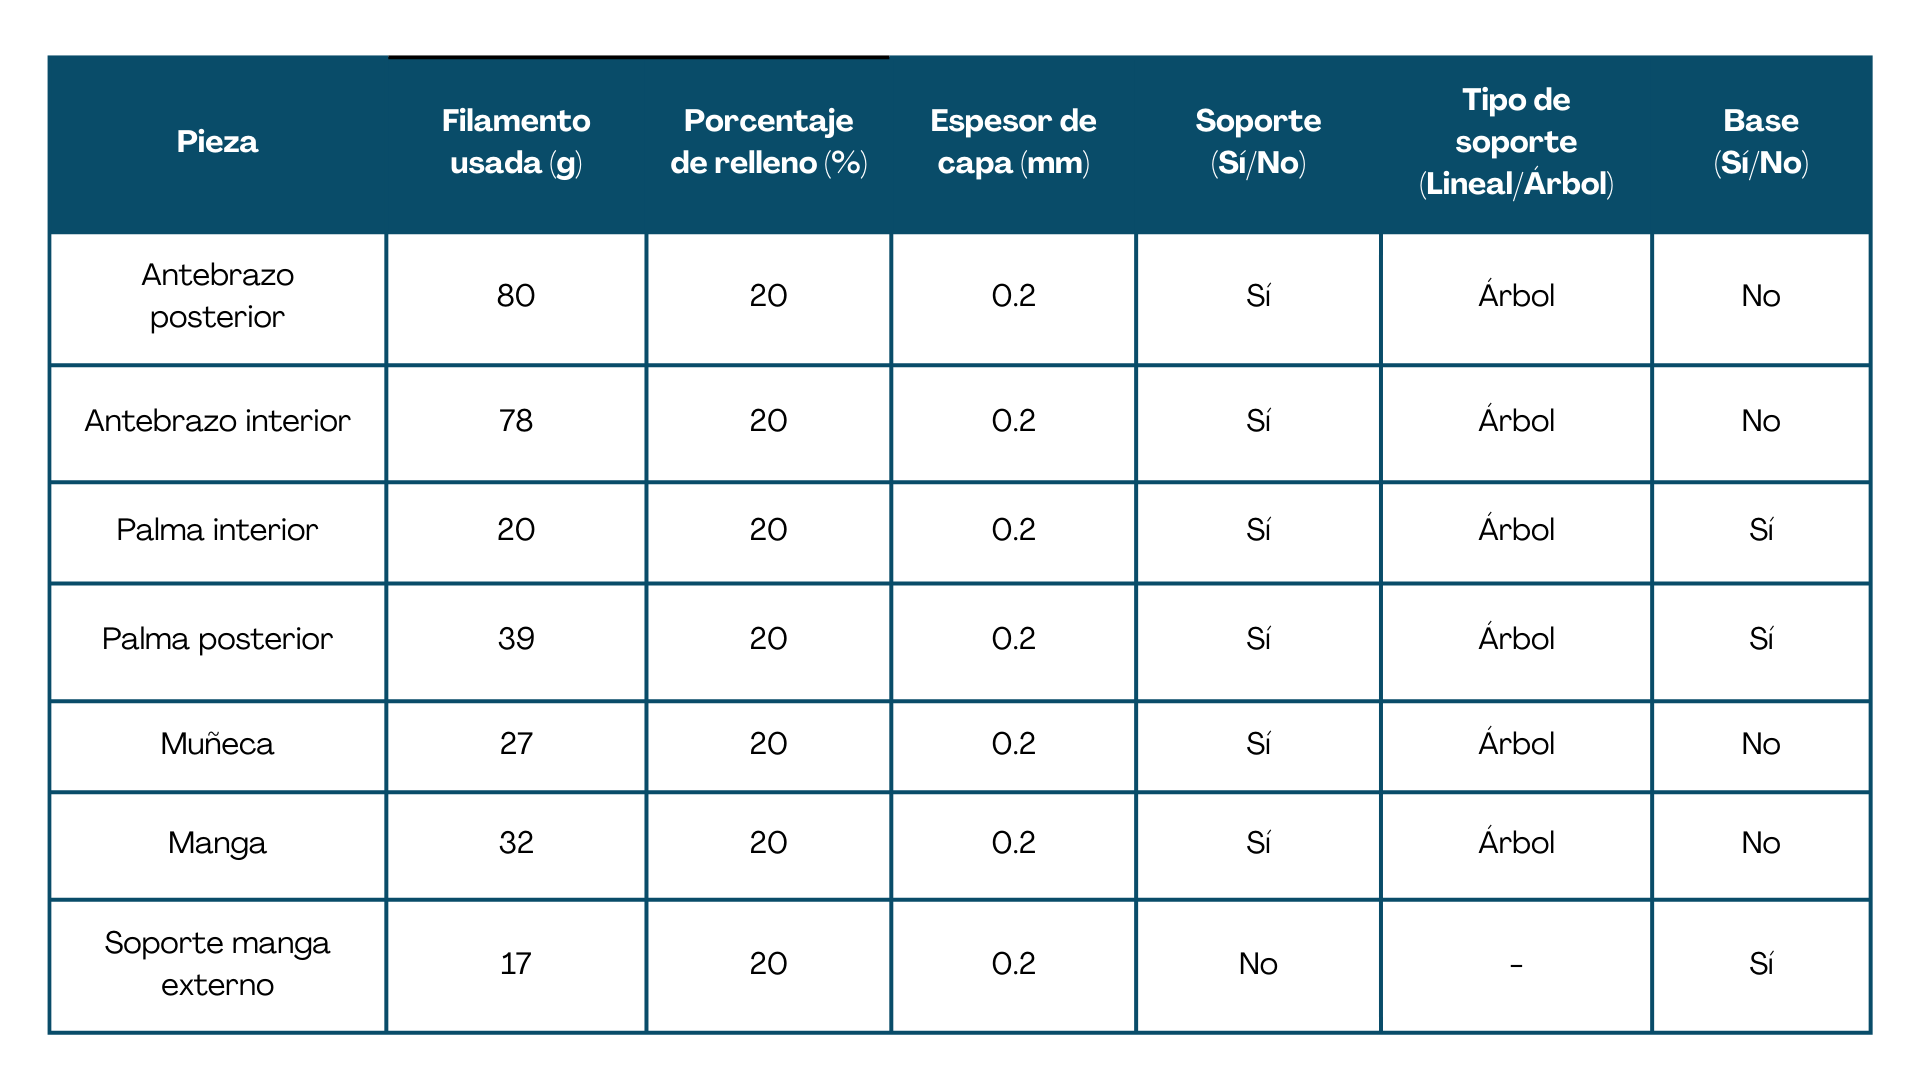 Pieza
Filamento
usada (g)
Porcentaje
de relleno (%)
Espesor de
capa (mm)
Soporte
(Sí/No)
Tipo de
soporte
(Lineal/Árbol)
Base
(Sí/No)
Antebrazo
posterior
80
20
0.2
Sí
Árbol
No
Antebrazo interior
78
20
0.2
Sí
Árbol
No
Palma interior
20
20
0.2
Sí
Árbol
Sí
Palma posterior
39
20
0.2
Sí
Árbol
Sí
Muñeca
27
20
0.2
Sí
Árbol
No
Manga
32
20
0.2
Sí
Árbol
No
Soporte manga
externo
17
20
0.2
No
-
Sí